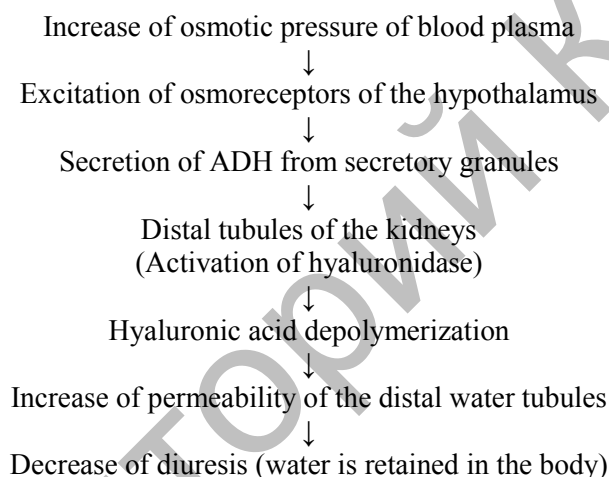 Increase of osmotic pressure of blood plasma
↓
Excitation of osmoreceptors of the hypothalamus
↓
Secretion of ADH from secretory granules
↓
Distal tubules of the kidneys
(Activation of hyaluronidase)
↓
Hyaluronic acid depolymerization
↓
Increase of permeability of the distal water tubules
↓
Decrease of diuresis (water is retained in the body)